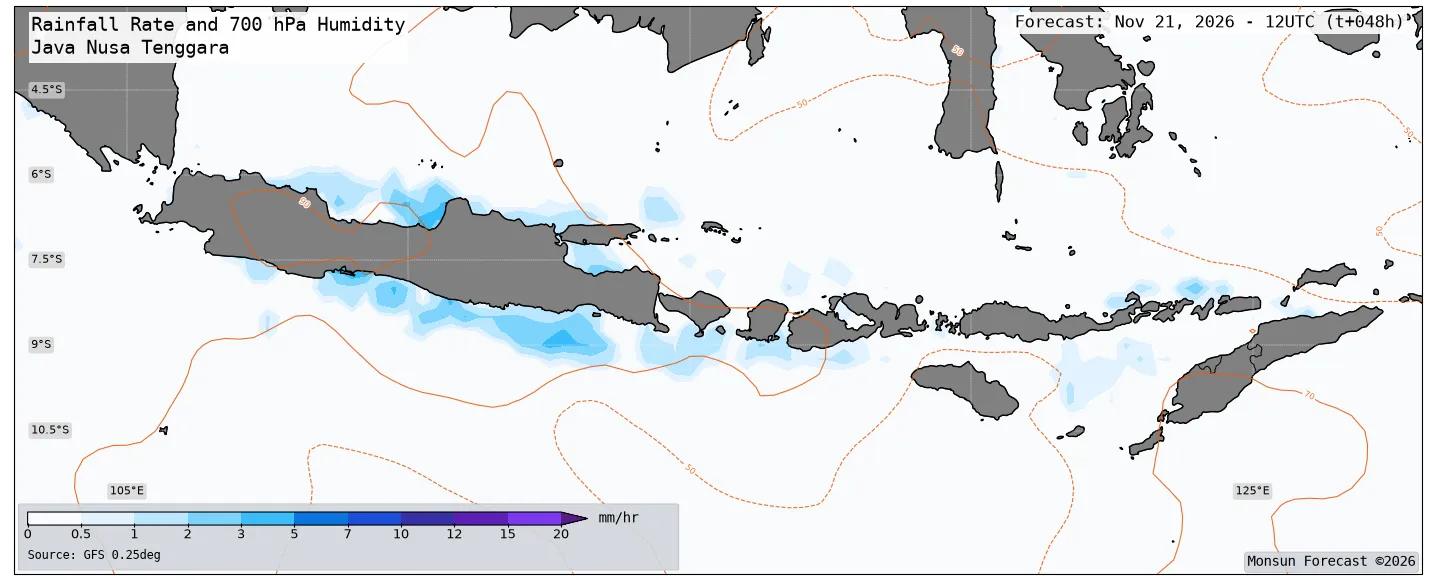 Rainfall Rate and 700 hPa Humidity
Java Nusa Tenggara
Forecast: Nov 21, 2026 - 12UTC (t+048h)
50
4.5°S
50
50
6°S
90
50
7.5°S
9°S
70
10.5°S
50
105°E
125°E
mm/hr
0 0.5 1 2 3 5 7 10 12 15 20
Source: GFS 0.25deg
Monsun Forecast ©2026